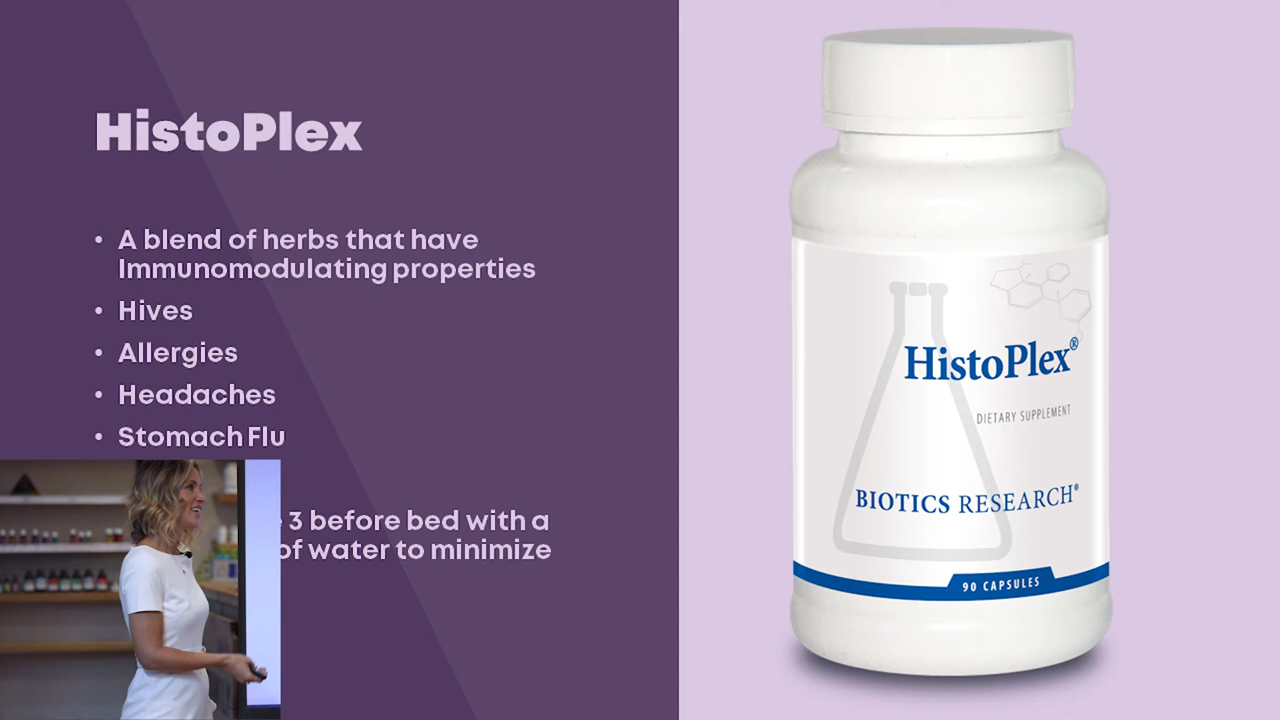 HistoPlex
• A blend of herbs that have
Immunomodulating properties
• Hives
• Allergies
• Headaches
• Stomach Flu
3 before bed with a
of water to minimize
HistoPlex®
DIETARY SUPPLEMENT
BIOTICS RESEARCH®
90 CAPSULES